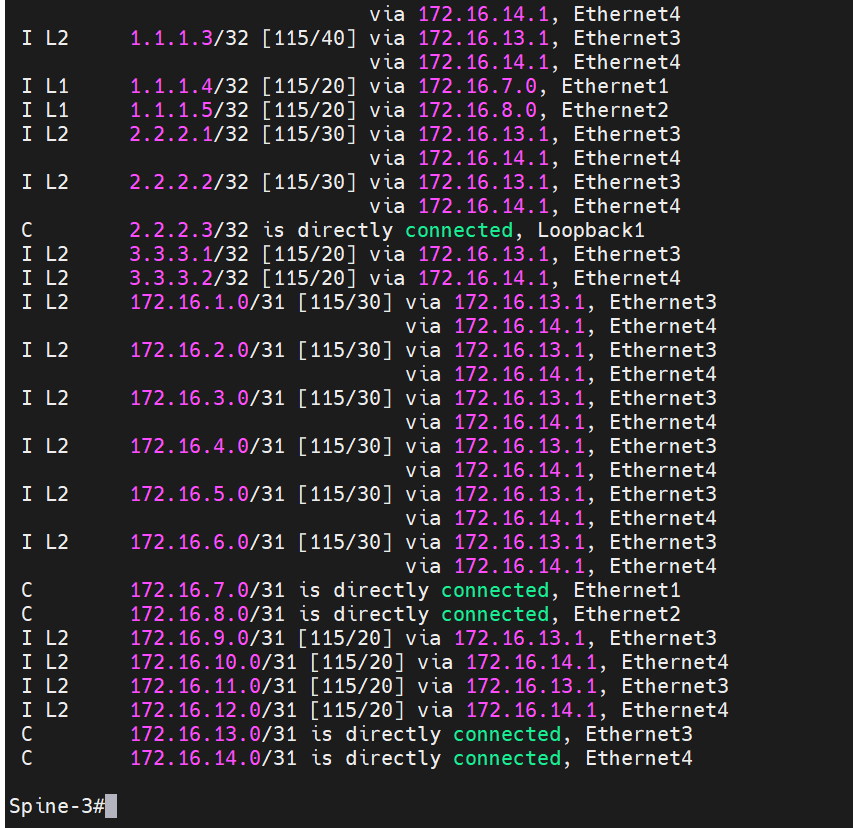 via 172.16.14.1, Ethernet4
I L2 1.1.1.3/32 [115/40] via 172.16.13.1, Ethernet3
via 172.16.14.1, Ethernet4
I L1 1.1.1.4/32 [115/20] via 172.16.7.0, Ethernet1
I L1 1.1.1.5/32 [115/20] via 172.16.8.0, Ethernet2
I L2 2.2.2.1/32 [115/30] via 172.16.13.1, Ethernet3
via 172.16.14.1, Ethernet4
I L2 2.2.2.2/32 [115/30] via 172.16.13.1, Ethernet3
via 172.16.14.1, Ethernet4
C 2.2.2.3/32 is directly connected, Loopback1
I L2 3.3.3.1/32 [115/20] via 172.16.13.1, Ethernet3
I L2 3.3.3.2/32 [115/20] via 172.16.14.1, Ethernet4
I L2 172.16.1.0/31 [115/30] via 172.16.13.1, Ethernet3
via 172.16.14.1, Ethernet4
I L2 172.16.2.0/31 [115/30] via 172.16.13.1, Ethernet3
via 172.16.14.1, Ethernet4
I L2 172.16.3.0/31 [115/30] via 172.16.13.1, Ethernet3
via 172.16.14.1, Ethernet4
I L2 172.16.4.0/31 [115/30] via 172.16.13.1, Ethernet3
via 172.16.14.1, Ethernet4
I L2 172.16.5.0/31 [115/30] via 172.16.13.1, Ethernet3
via 172.16.14.1, Ethernet4
I L2 172.16.6.0/31 [115/30] via 172.16.13.1, Ethernet3
via 172.16.14.1, Ethernet4
C 172.16.7.0/31 is directly connected, Ethernet1
C 172.16.8.0/31 is directly connected, Ethernet2
I L2 172.16.9.0/31 [115/20] via 172.16.13.1, Ethernet3
I L2 172.16.10.0/31 [115/20] via 172.16.14.1, Ethernet4
I L2 172.16.11.0/31 [115/20] via 172.16.13.1, Ethernet3
I L2 172.16.12.0/31 [115/20] via 172.16.14.1, Ethernet4
C 172.16.13.0/31 is directly connected, Ethernet3
C 172.16.14.0/31 is directly connected, Ethernet4
Spine-3#